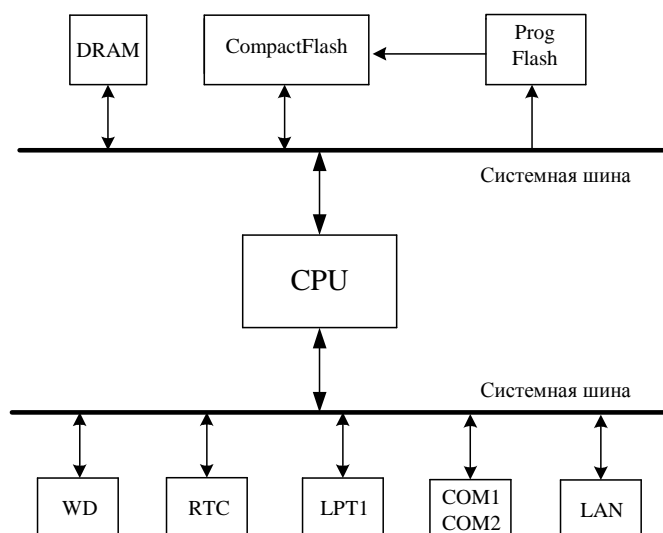 DRAM
CompactFlash
Prog
Flash
Системная шина
CPU
Системная шина
WD
RTC
LPT1
COM1
COM2
LAN